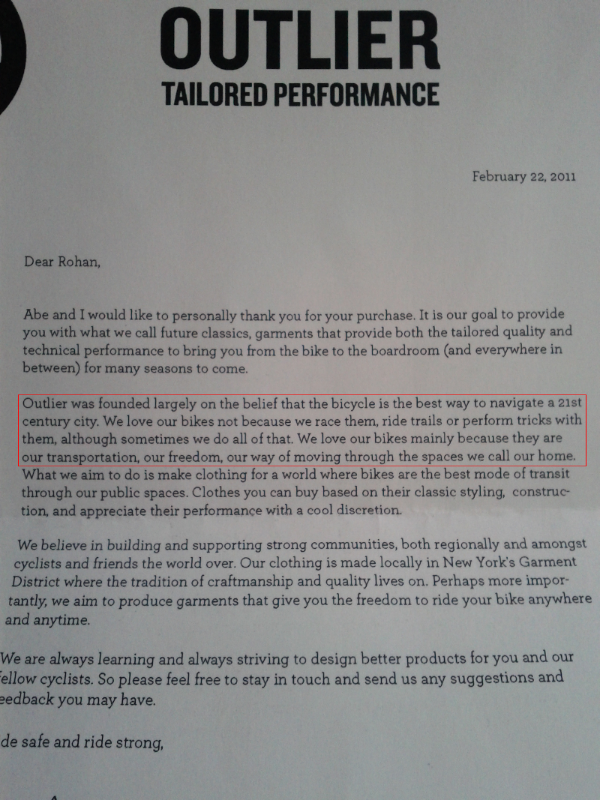 OUTLIER
TAILORED PERFORMANCE
February 22, 2011
Dear Rohan,
Abe and I would like to personally thank you for your purchase. It is our goal to provide
you with what we call future classics, garments that provide both the tailored quality and
technical performance to bring you from the bike to the boardroom (and everywhere in
between) for many seasons to come.
Outlier was founded largely on the belief that the bicycle is the best way to navigate a 21st
century city. We love our bikes not because we race them, ride trails or perform tricks with
them, although sometimes we do all of that. We love our bikes mainly because they are
our transportation, our freedom, our way of moving through the spaces we call our home.
What we aim to do is make clothing for a world where bikes are the best mode of transit
through our public spaces. Clothes you can buy based on their classic styling, construc-
tion, and appreciate their performance with a cool discretion.
We believe in building and supporting strong communities, both regionally and amongst
cyclists and friends the world over. Our clothing is made locally in New York's Garment
District where the tradition of craftmanship and quality lives on. Perhaps more impor-
tantly, we aim to produce garments that give you the freedom to ride your bike anywhere
and anytime.
We are always learning and always striving to design better products for you and our
ellow cyclists. So please feel free to stay in touch and send us any suggestions and
eedback you may have.
de safe and ride strong,